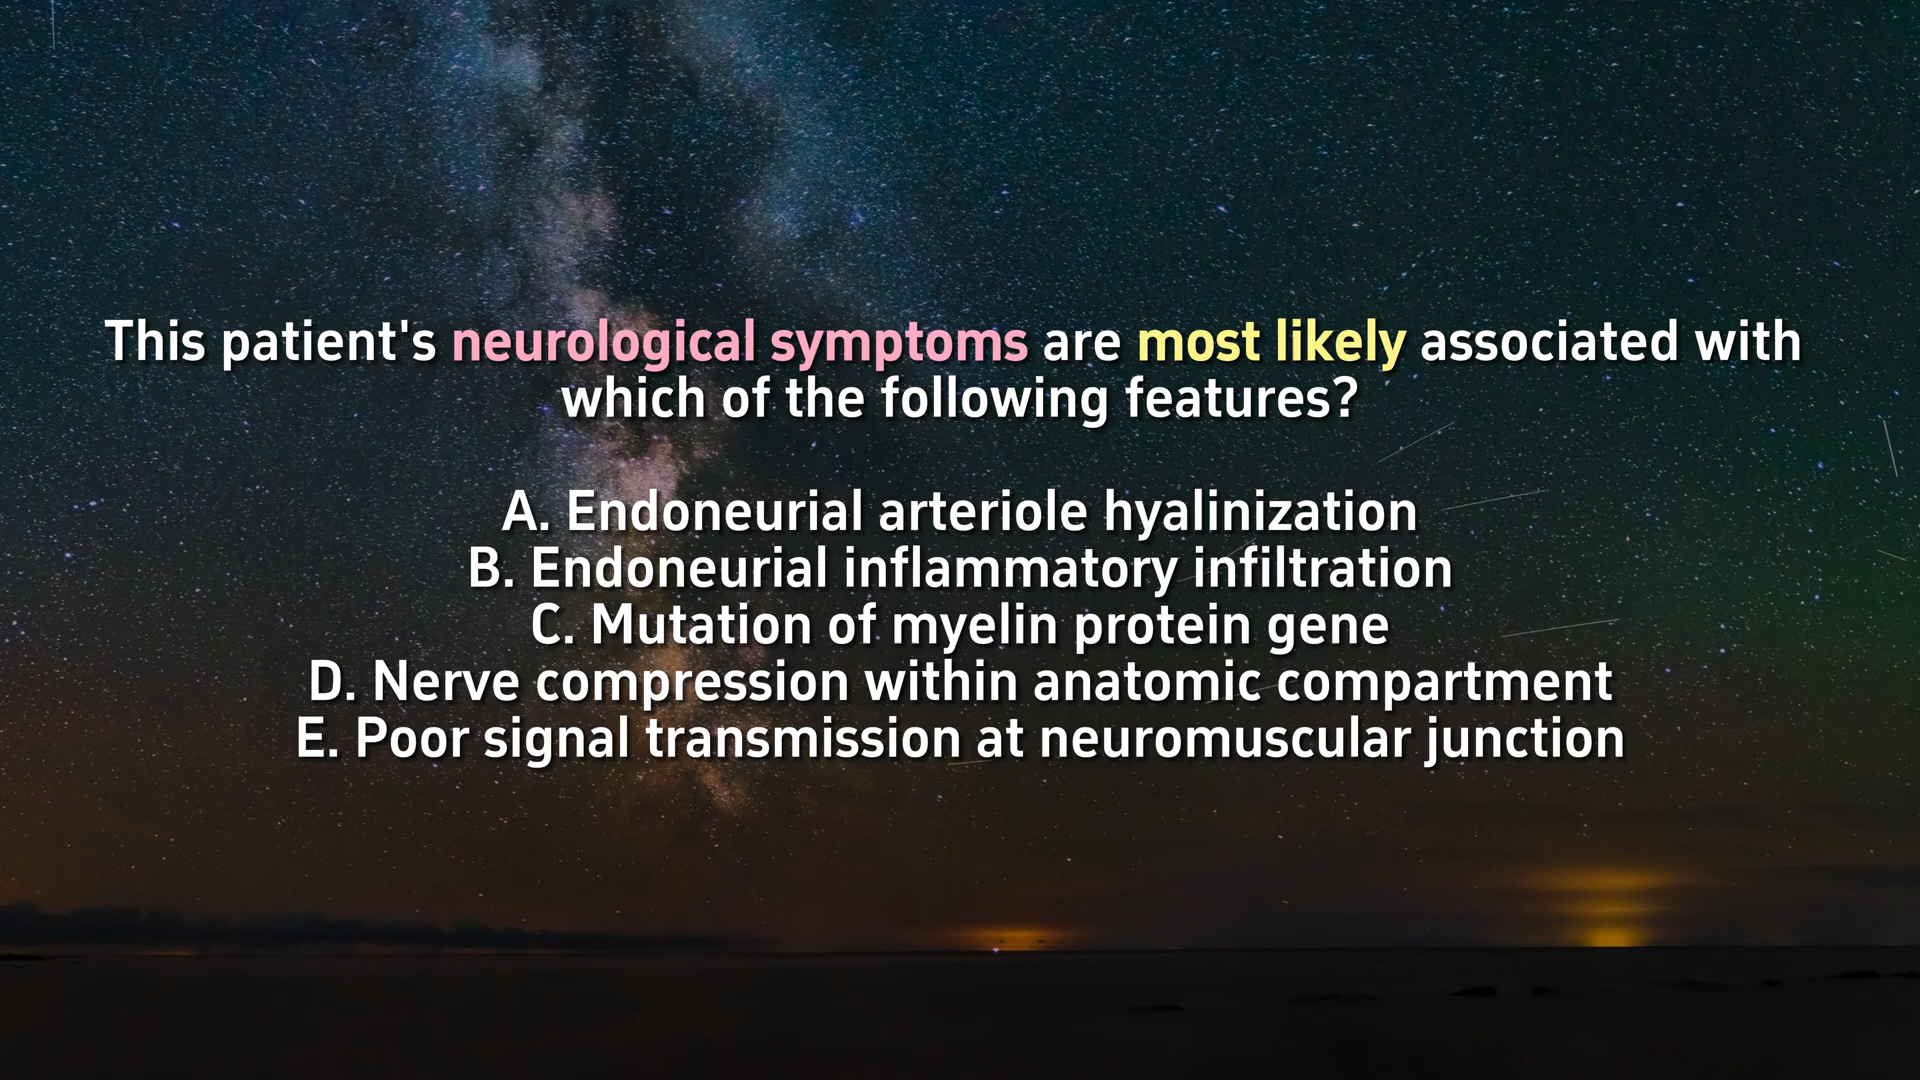 This patient's neurological symptoms are most likely associated with
which of the following features?
A. Endoneurial arteriole hyalinization
B. Endoneurial inflammatory infiltration
C. Mutation of myelin protein gene
D. Nerve compression within anatomic compartment
E. Poor signal transmission at neuromuscular junction